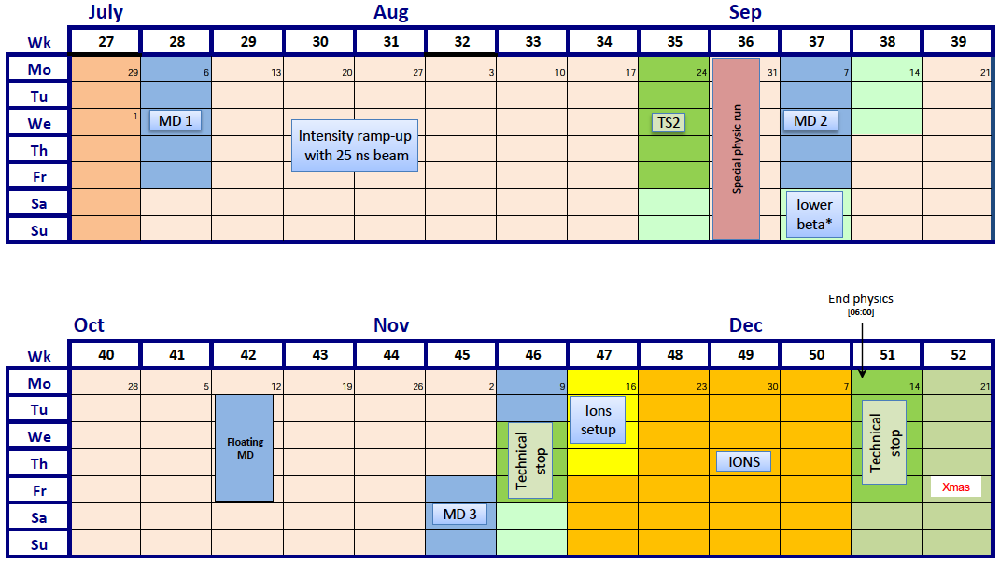 July Aug Sep
Wk 27 28 29 30 31 32 33 34 35 36 37 38 39
Mo 29 6 13 20 27 3 10 17 24 31 7 14 21
Tu
We 1 MD 1 TS2 MD 2
Intensity ramp-up
with 25 ns beam
Special physic run
Th
Fr
Sa
Su
lower
beta*
End physics
[06:00]
Oct Nov Dec
Wk 40 41 42 43 44 45 46 47 48 49 50 51 52
Mo 28 5 12 19 26 2 9 16 23 30 7 14 21
Tu
We
Th
Fr
Sa
Su
Floating
MD
MD 3
Technical
stop
Ions
setup
IONS
Technical
stop
Xmas